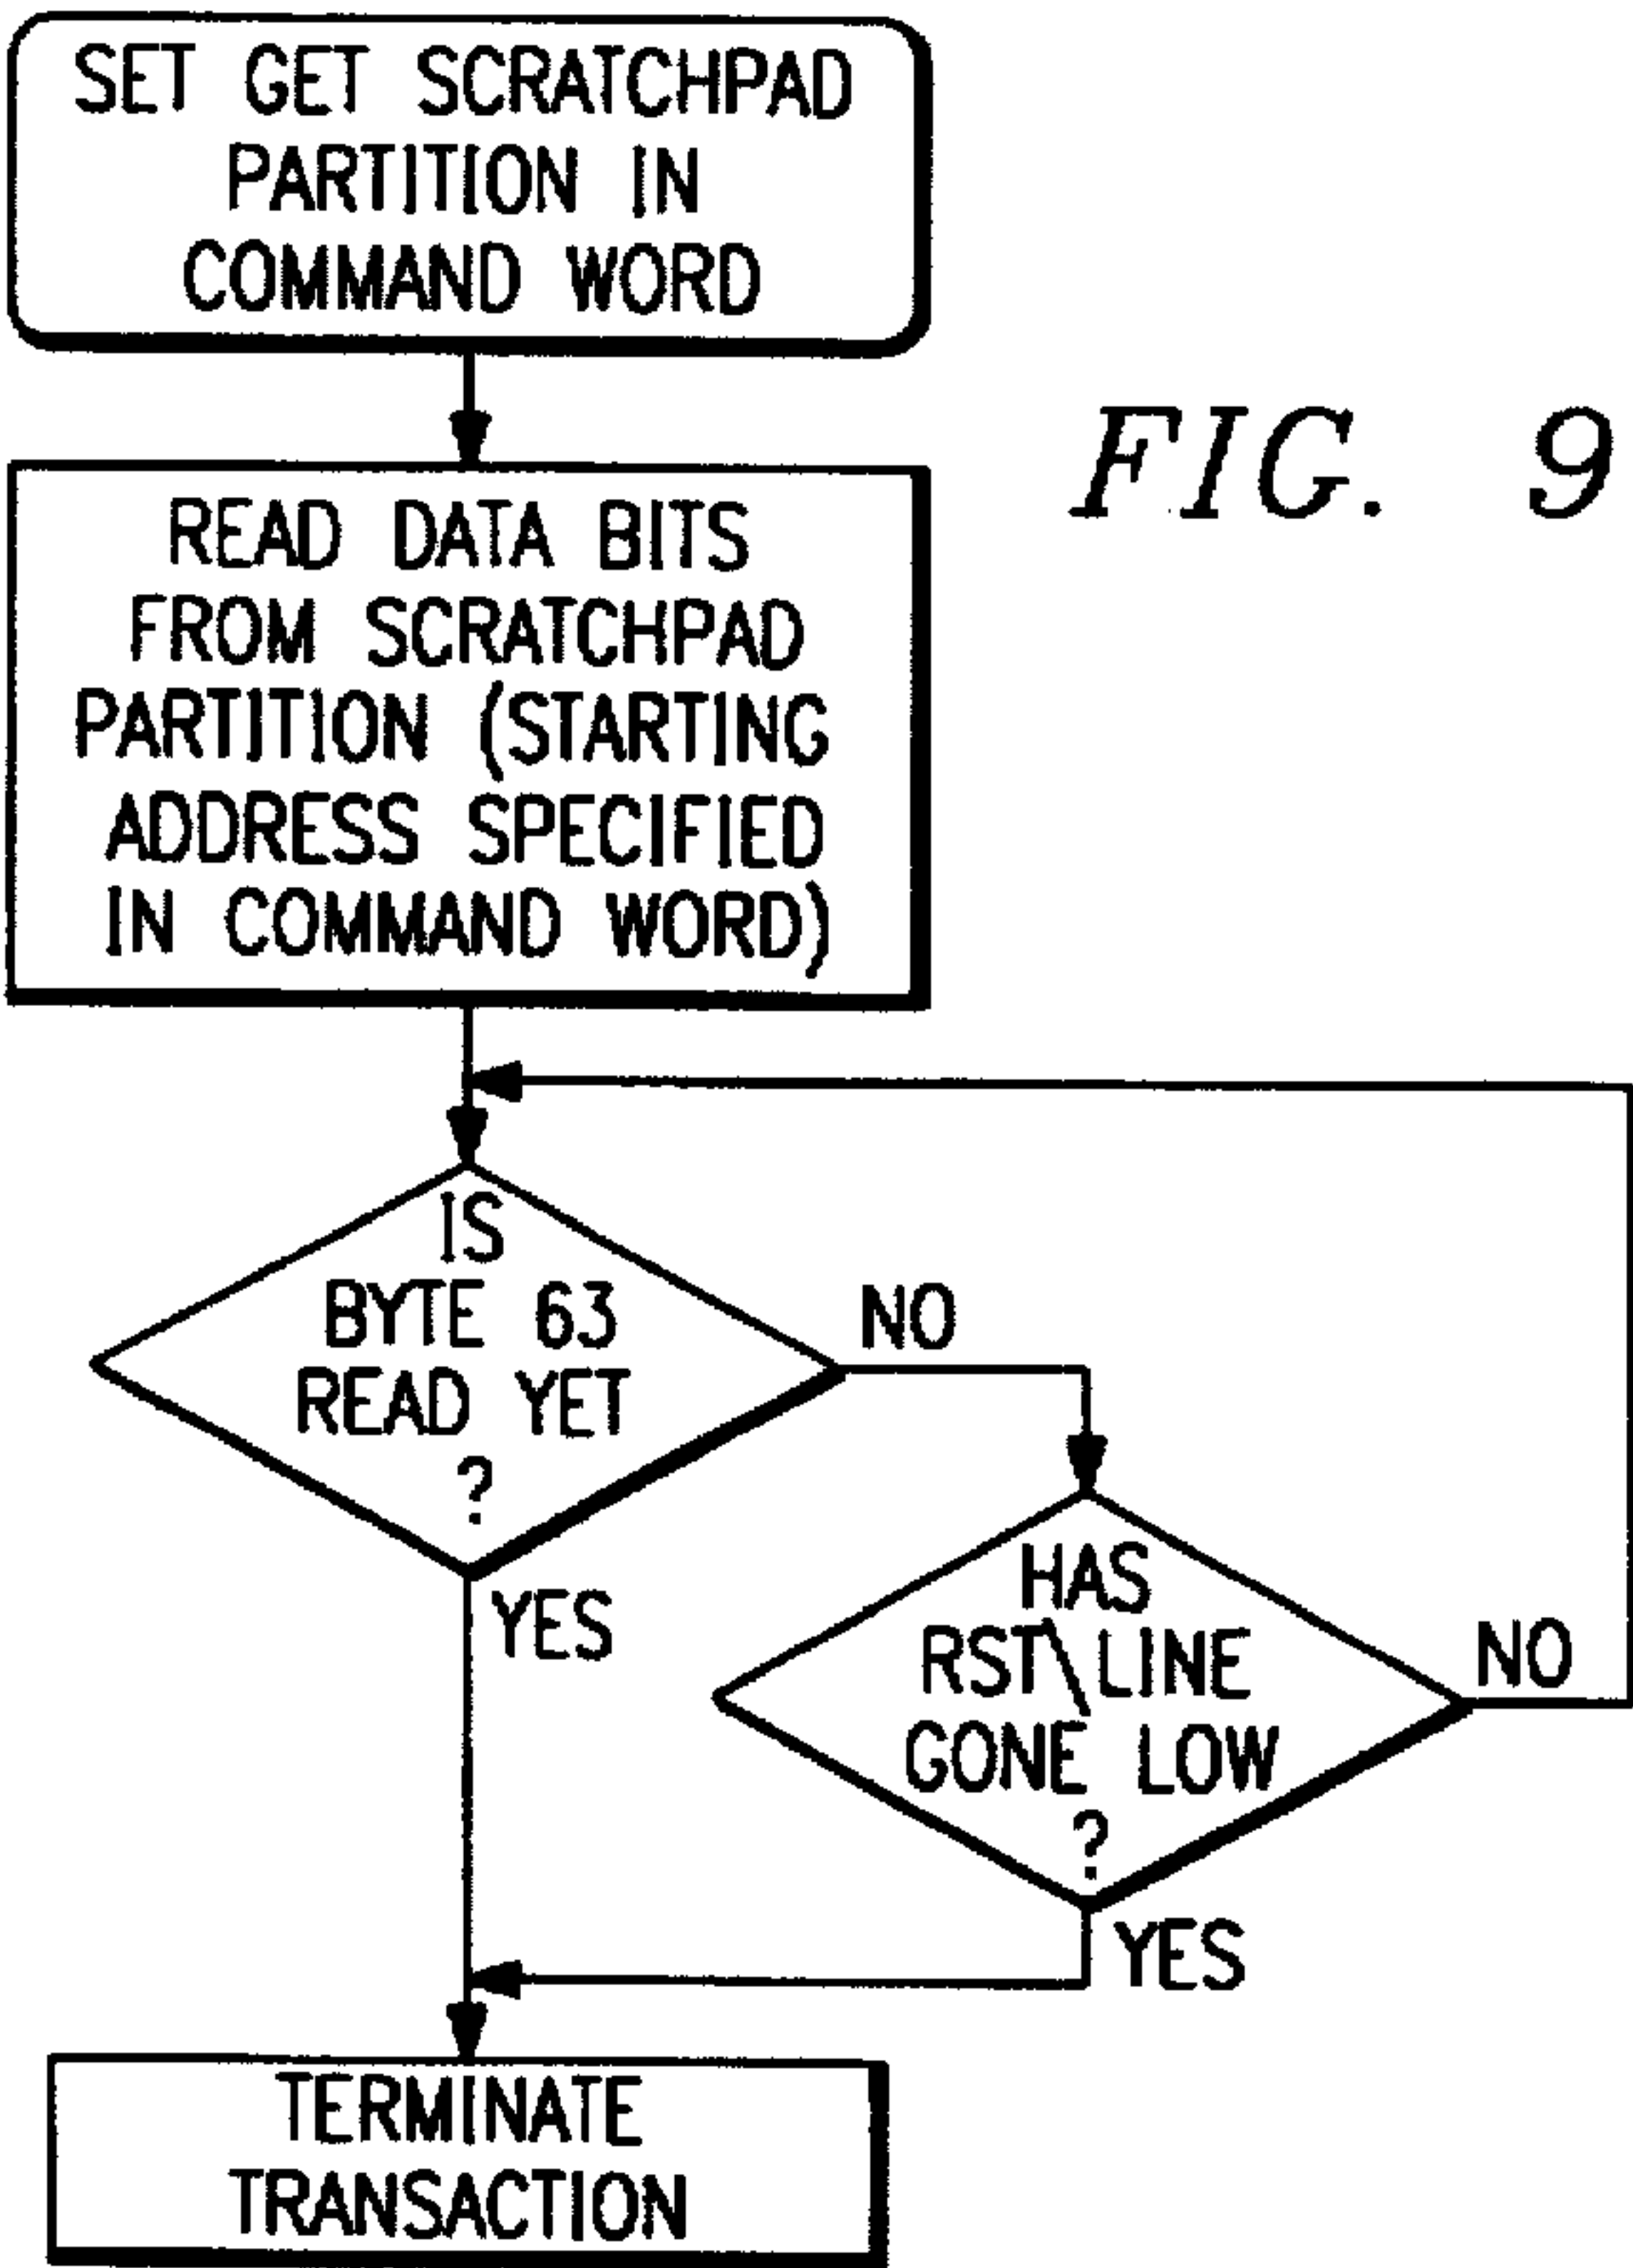 SET GET SCRATCHPAD
PARTITION IN
COMMAND WORD
FIG. 9
READ DATA BITS
FROM SCRATCHPAD
PARTITION (STARTING
ADDRESS SPECIFIED
IN COMMAND WORD)
IS
BYTE 63
READ YET
?
NO
YES
HAS
RST\LINE
GONE LOW
?
NO
YES
TERMINATE
TRANSACTION